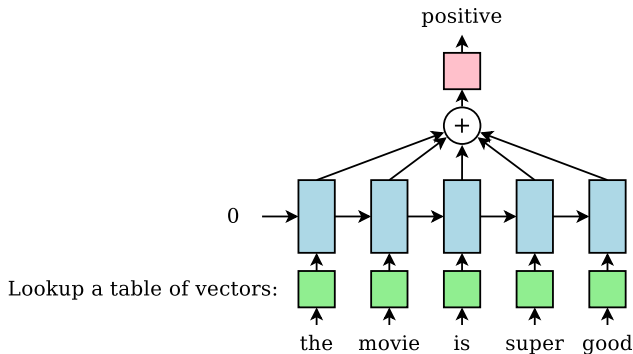 positive
+
0
Lookup a table of vectors:
the movie is super good